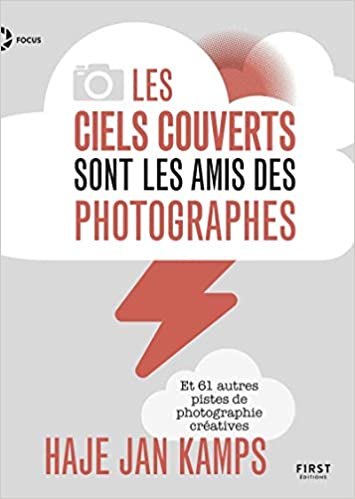 FOCUS
LES
CIELS COUVERTS
SONT LES AMIS DES
PHOTOGRAPHES
Et 61 autres
pistes de
photographie
créatives
HAJE JAN KAMPS
FIRST
ÉDITIONS